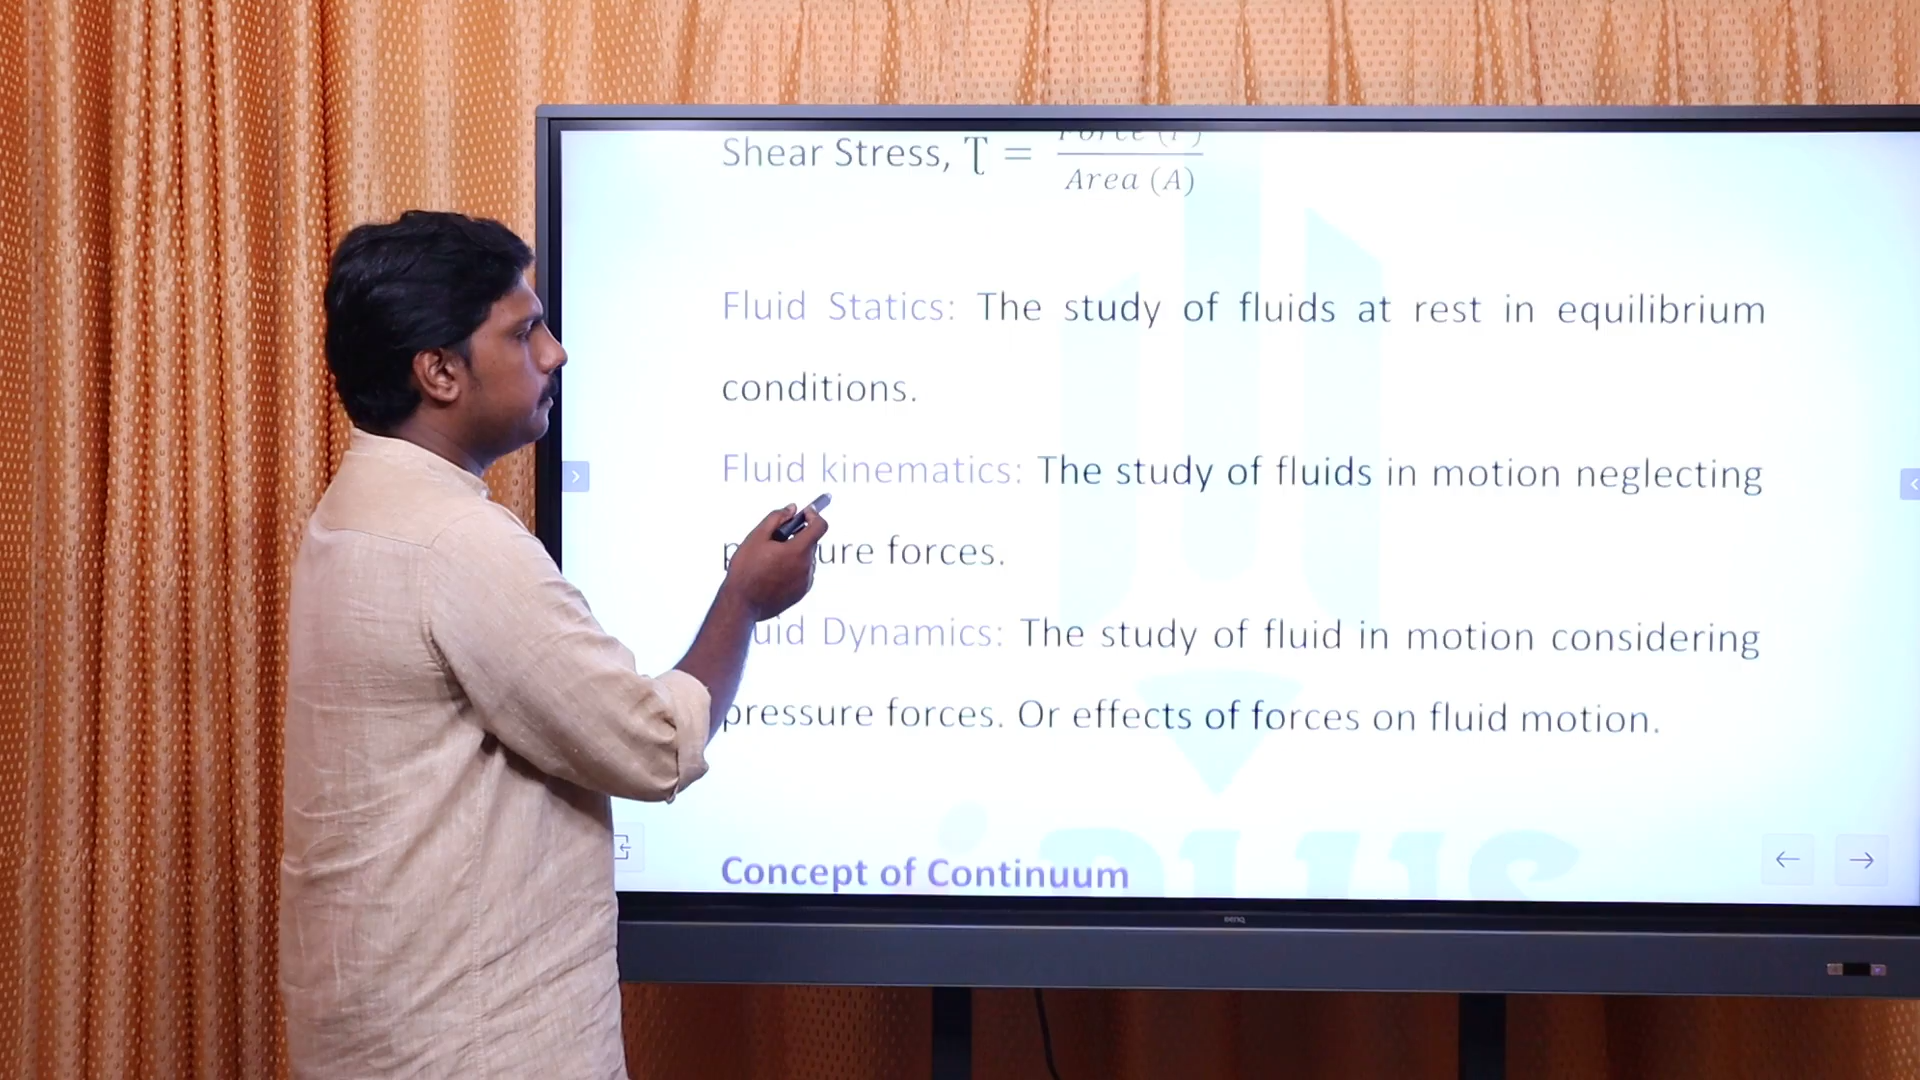 Force (F)
Shear Stress, Ʈ =
Area (A)
Fluid Statics: The study of fluids at rest in equilibrium
conditions.
Fluid kinematics: The study of fluids in motion neglecting
forces.
Dynamics: The study of fluid in motion considering
pressure forces. Or effects of forces on fluid motion.
Concept of Continuum
BenQ